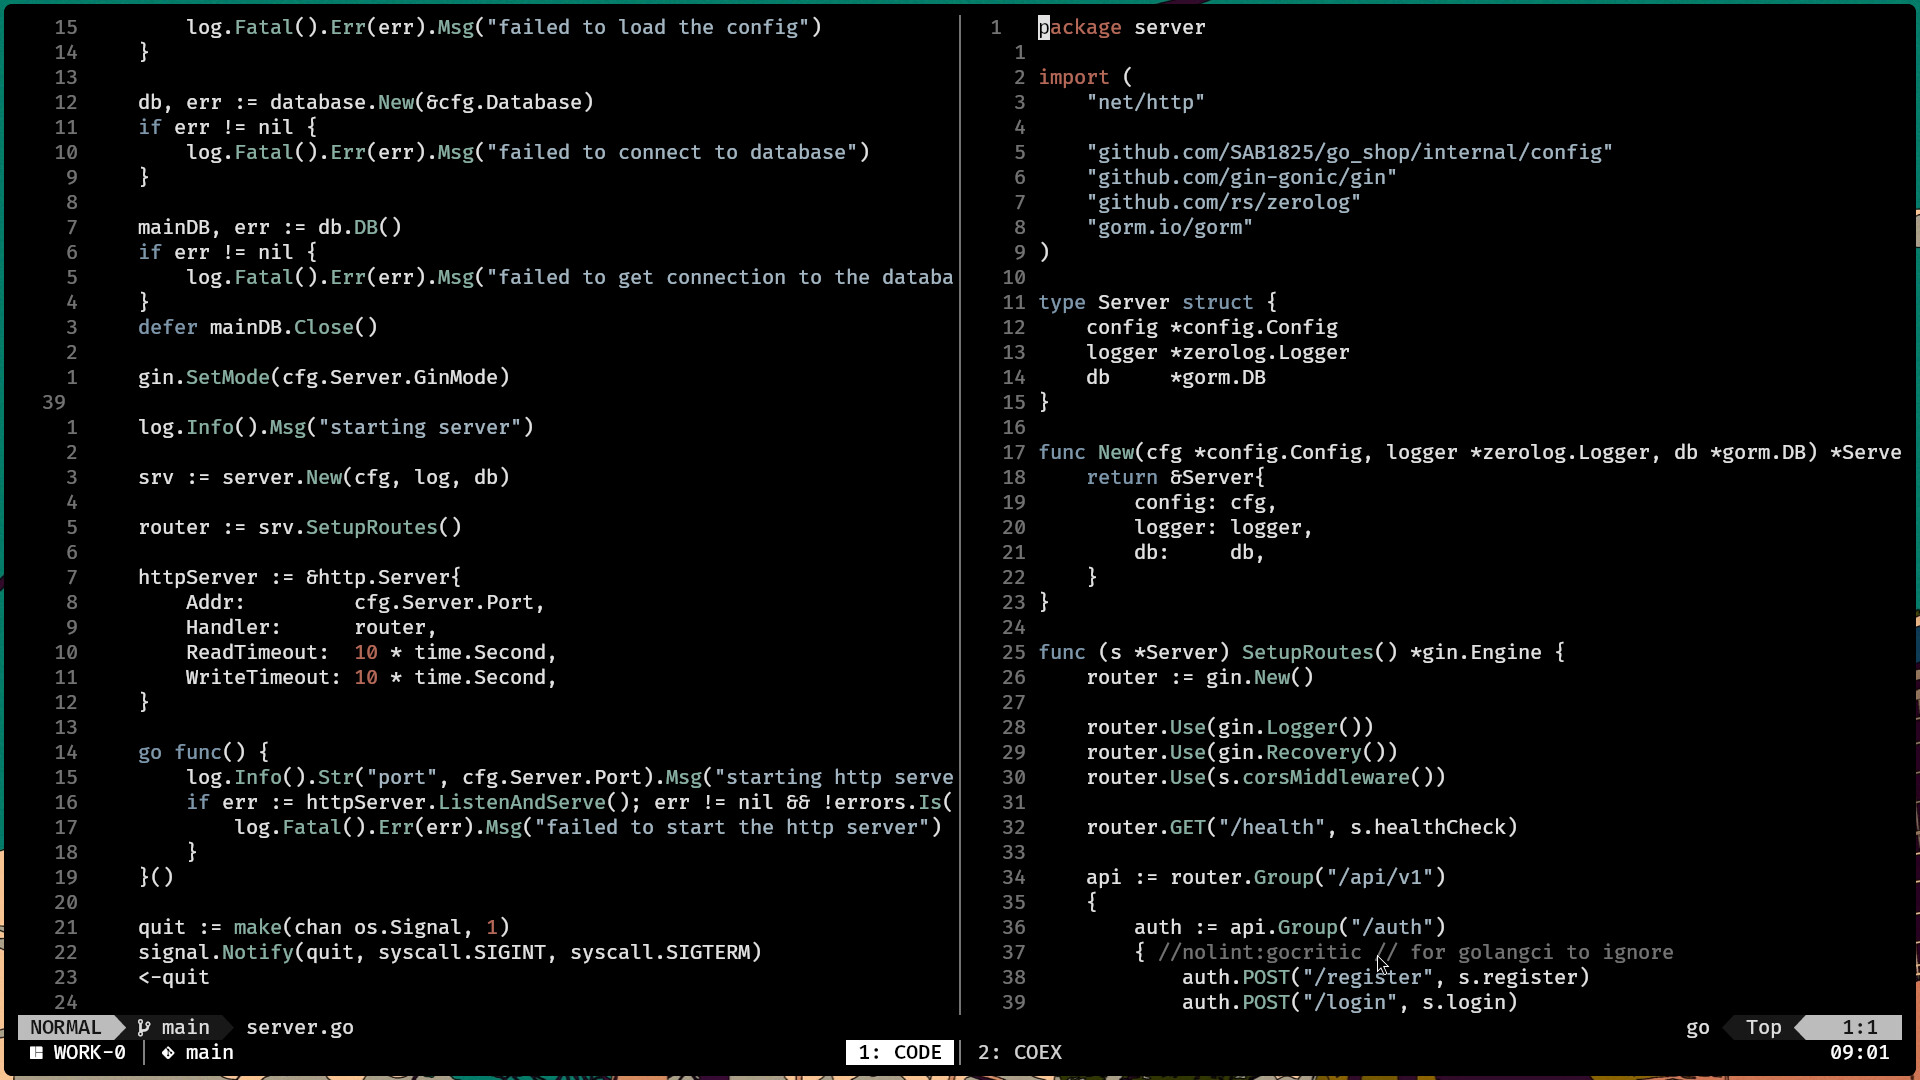 15 log.Fatal().Err(err).Msg("failed to load the config")
14 }
13
12 db, err := database.New(&cfg.Database)
11 if err != nil {
10 log.Fatal().Err(err).Msg("failed to connect to database")
9 }
8
7 mainDB, err := db.DB()
6 if err != nil {
5 log.Fatal().Err(err).Msg("failed to get connection to the databa
4 }
3 defer mainDB.Close()
2
1 gin.SetMode(cfg.Server.GinMode)
39
1 log.Info().Msg("starting server")
2
3 srv := server.New(cfg, log, db)
4
5 router := srv.SetupRoutes()
6
7 httpServer := &http.Server{
8 Addr: cfg.Server.Port,
9 Handler: router,
10 ReadTimeout: 10 * time.Second,
11 WriteTimeout: 10 * time.Second,
12 }
13
14 go func() {
15 log.Info().Str("port", cfg.Server.Port).Msg("starting http serve
16 if err := httpServer.ListenAndServe(); err != nil && !errors.Is(
17 log.Fatal().Err(err).Msg("failed to start the http server")
18 }
19 }()
20
21 quit := make(chan os.Signal, 1)
22 signal.Notify(quit, syscall.SIGINT, syscall.SIGTERM)
23 <-quit
24
1 package server
1
2 import (
3 "net/http"
4
5 "github.com/SAB1825/go_shop/internal/config"
6 "github.com/gin-gonic/gin"
7 "github.com/rs/zerolog"
8 "gorm.io/gorm"
9 )
10
11 type Server struct {
12 config *config.Config
13 logger *zerolog.Logger
14 db *gorm.DB
15 }
16
17 func New(cfg *config.Config, logger *zerolog.Logger, db *gorm.DB) *Serve
18 return &Server{
19 config: cfg,
20 logger: logger,
21 db: db,
22 }
23 }
24
25 func (s *Server) SetupRoutes() *gin.Engine {
26 router := gin.New()
27
28 router.Use(gin.Logger())
29 router.Use(gin.Recovery())
30 router.Use(s.corsMiddleware())
31
32 router.GET("/health", s.healthCheck)
33
34 api := router.Group("/api/v1")
35 {
36 auth := api.Group("/auth")
37 { //nolint:gocritic // for golangci to ignore
38 auth.POST("/register", s.register)
39 auth.POST("/login", s.login)
NORMAL main server.go go Top 1:1
WORK-0 main 1: CODE 2: COEX 09:01